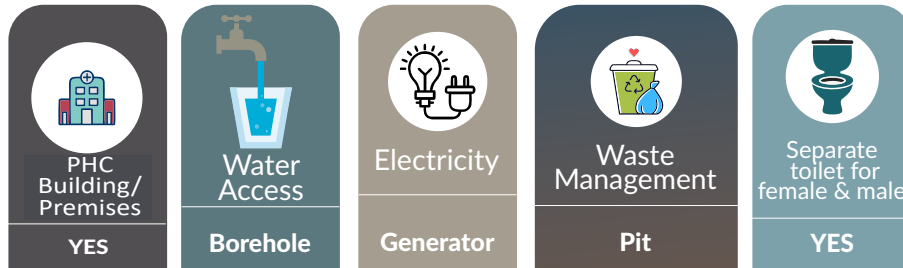 PHC
Building/
Premises
YES
Water
Access
Borehole
Electricity
Generator
Waste
Management
Pit
Separate
toilet for
female & male
YES